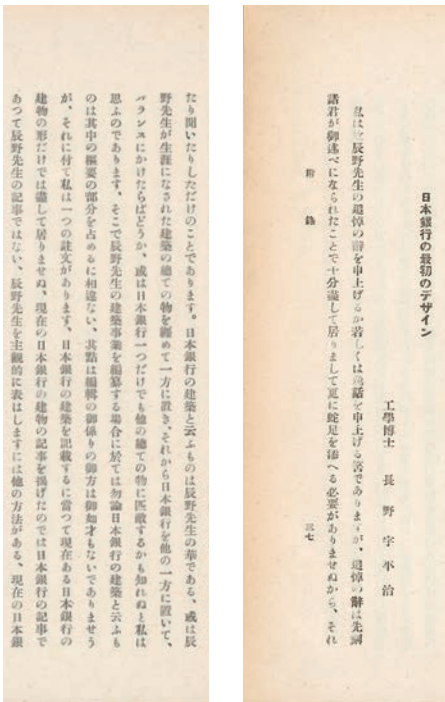 日本銀行の最初のデザイン
工學博士 長野宇平治
私は辰野先生の追悼の辭を申上げるか若しくは逸話を申上げる筈でありますが、追悼の辭は先刻
諸君が御述べになられたことで十分盡して居りまして更に蛇足を添へる必要がありませぬから、それ
附錄 三七
たり聞いたりしただけのことであります。日本銀行の建築と云ふものは辰野先生の華である、或は辰
野先生が生涯になされた建築の總ての物を纒めて一方に置き、それから日本銀行を他の一方に置いて、
バランスにかけたらばどうか、或は日本銀行一つだけでも他の總ての物に匹敵するかも知れぬと私は
思ふのであります。そこで辰野先生の建築事業を編纂する場合に於ては勿論日本銀行の建築と云ふも
のは其中の樞要の部分を占めるに相違ない、其點は編輯の御係りの御方は御如才もないでありませう
が、それに付て私は一つの註文があります、日本銀行の建築を記載するに當つて現在ある日本銀行の
建物の形だけでは盡して居りませぬ、現在の日本銀行の建物の記事を揭げたのでは日本銀行の記事で
あつて辰野先生の記事ではない、辰野先生を主觀的に表はしますには他の方法がある、現在の日本銀